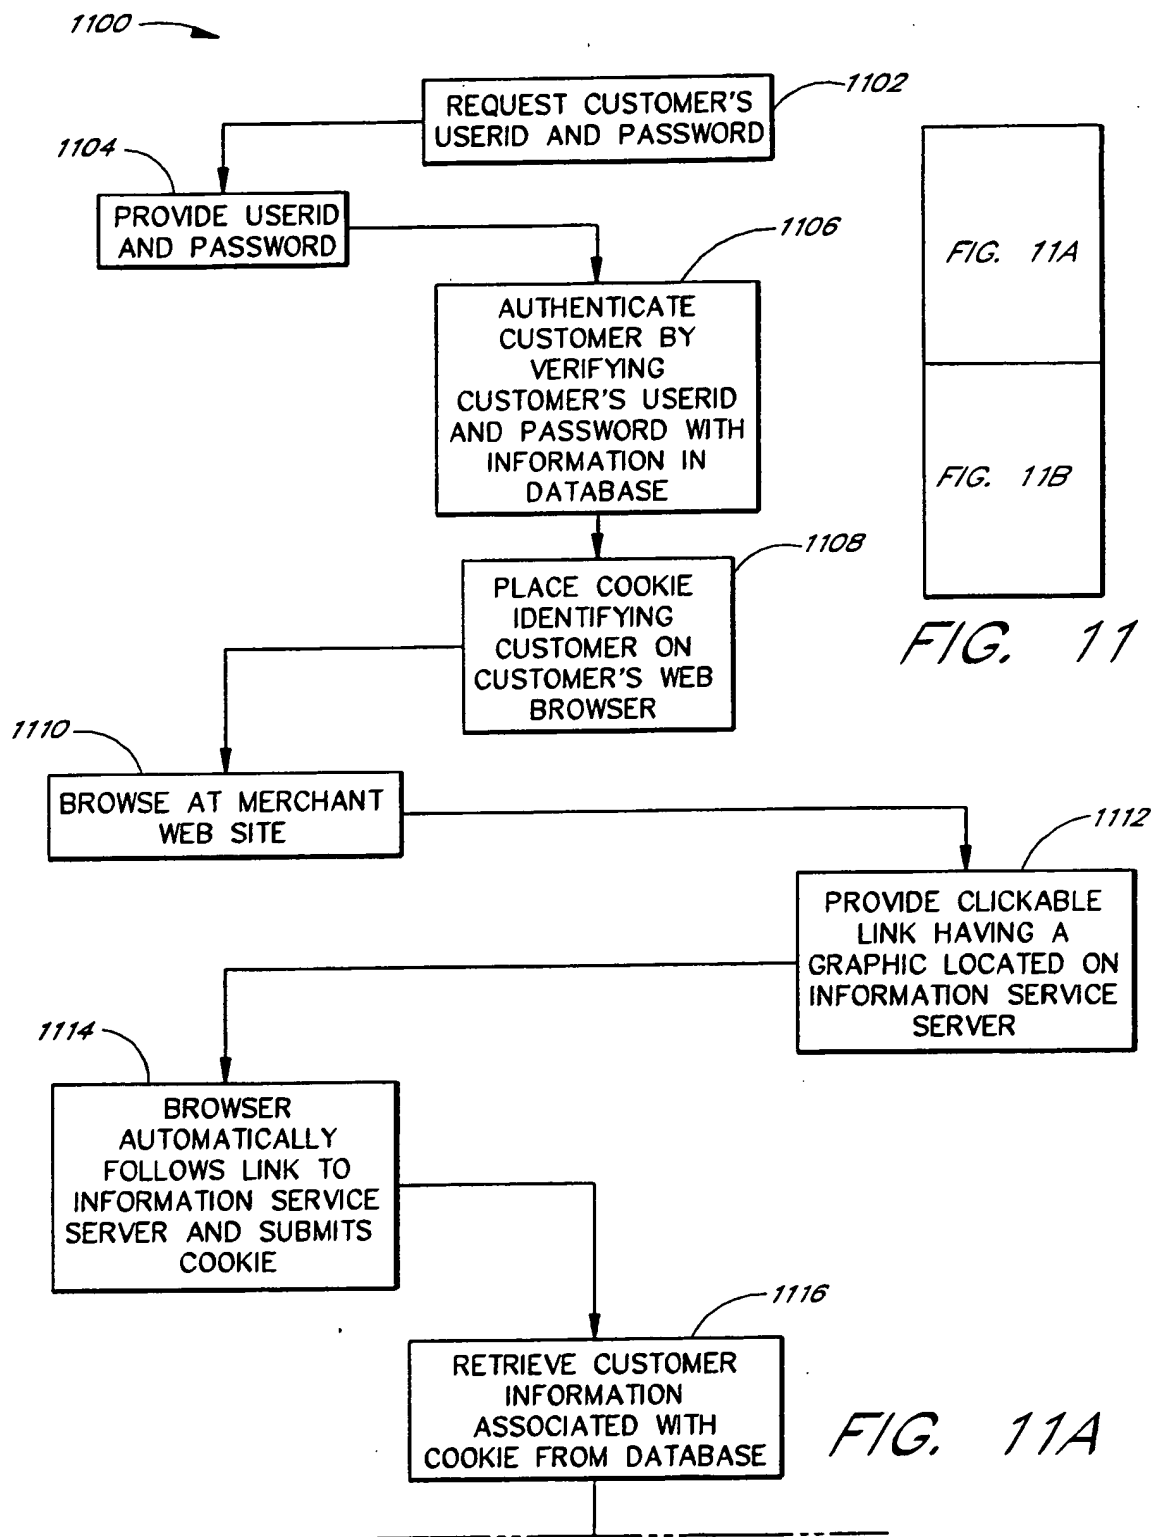 1100
1102
REQUEST CUSTOMER'S
USERID AND PASSWORD
1104
PROVIDE USERID
AND PASSWORD
1106
AUTHENTICATE
CUSTOMER BY
VERIFYING
CUSTOMER'S USERID
AND PASSWORD WITH
INFORMATION IN
DATABASE
FIG. 11A
FIG. 11B
FIG. 11
1108
PLACE COOKIE
IDENTIFYING
CUSTOMER ON
CUSTOMER'S WEB
BROWSER
1110
BROWSE AT MERCHANT
WEB SITE
1112
PROVIDE CLICKABLE
LINK HAVING A
GRAPHIC LOCATED ON
INFORMATION SERVICE
SERVER
1114
BROWSER
AUTOMATICALLY
FOLLOWS LINK TO
INFORMATION SERVICE
SERVER AND SUBMITS
COOKIE
1116
RETRIEVE CUSTOMER
INFORMATION
ASSOCIATED WITH
COOKIE FROM DATABASE
FIG. 11A